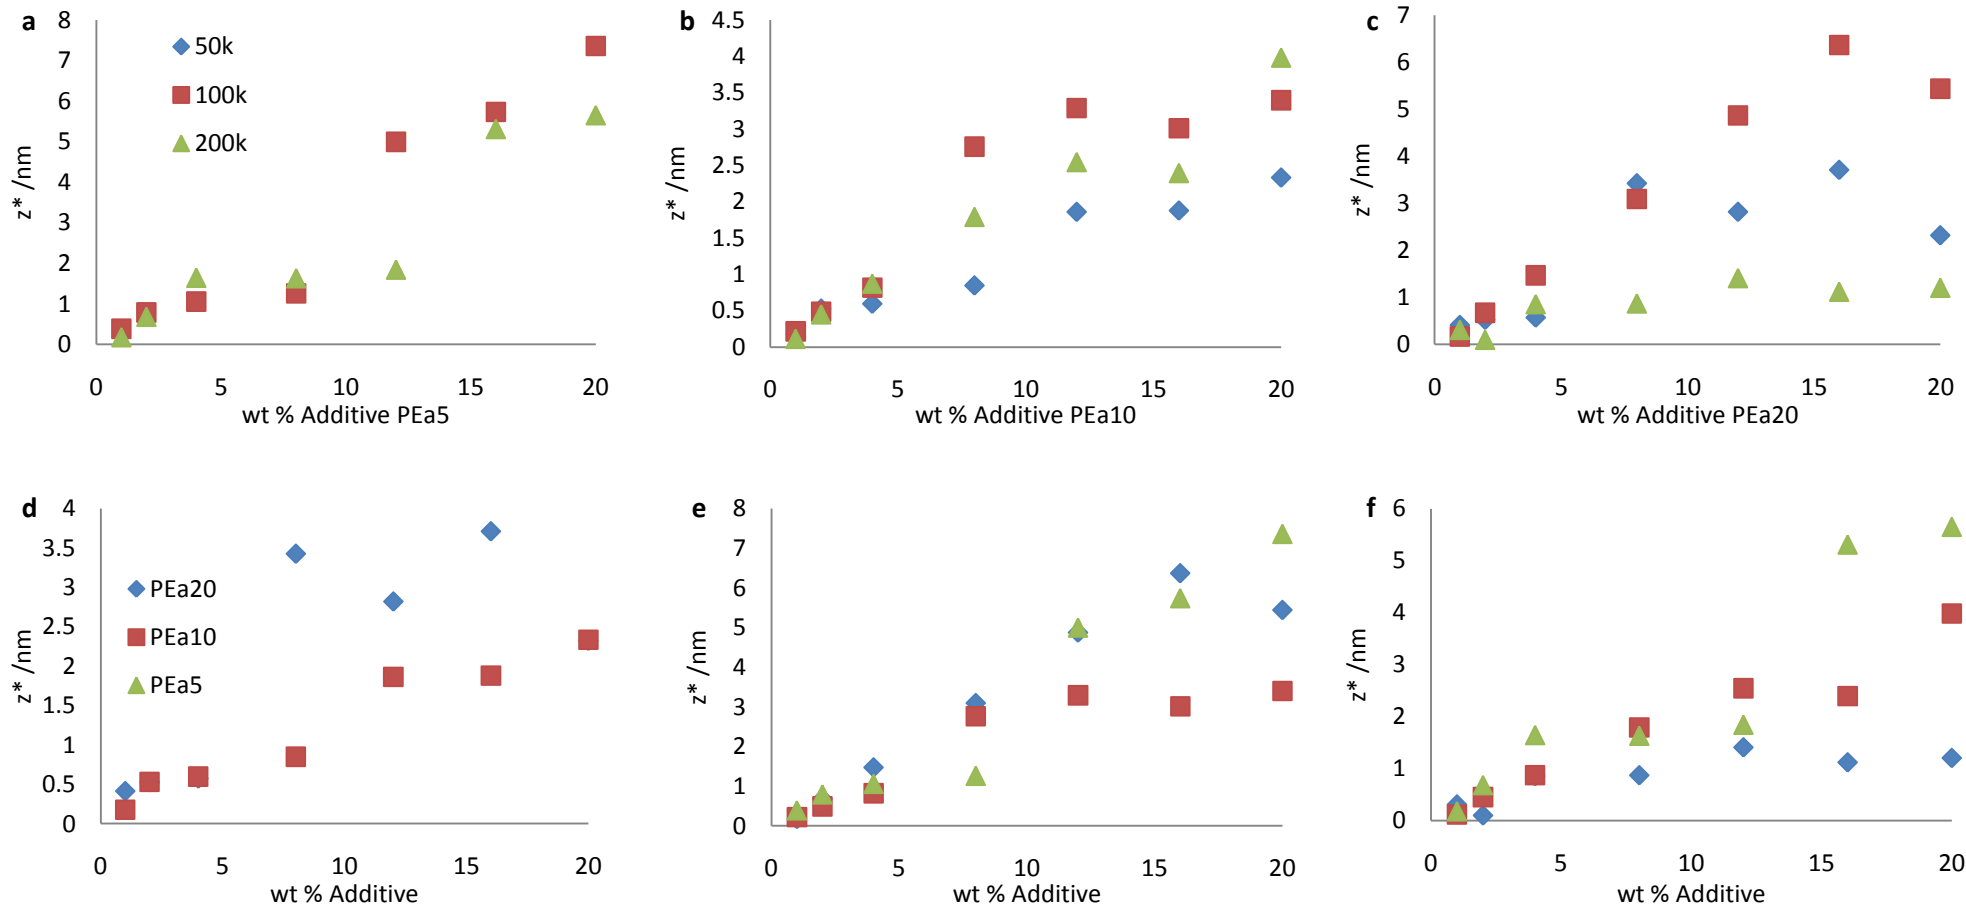 a
8
7
6
5
4
3
2
1
0
z* /nm
50k
100k
200k
0 5 10 15 20
wt % Additive PEa5
b
4.5
4
3.5
3
2.5
2
1.5
1
0.5
0
z* /nm
0 5 10 15 20
wt % Additive PEa10
c
7
6
5
4
3
2
1
0
z* /nm
0 5 10 15 20
wt % Additive PEa20
d
4
3.5
3
2.5
2
1.5
1
0.5
0
z* /nm
PEa20
PEa10
PEa5
0 5 10 15 20
wt % Additive
e
8
7
6
5
4
3
2
1
0
z* /nm
0 5 10 15 20
wt % Additive
f
6
5
4
3
2
1
0
z* /nm
0 5 10 15 20
wt % Additive